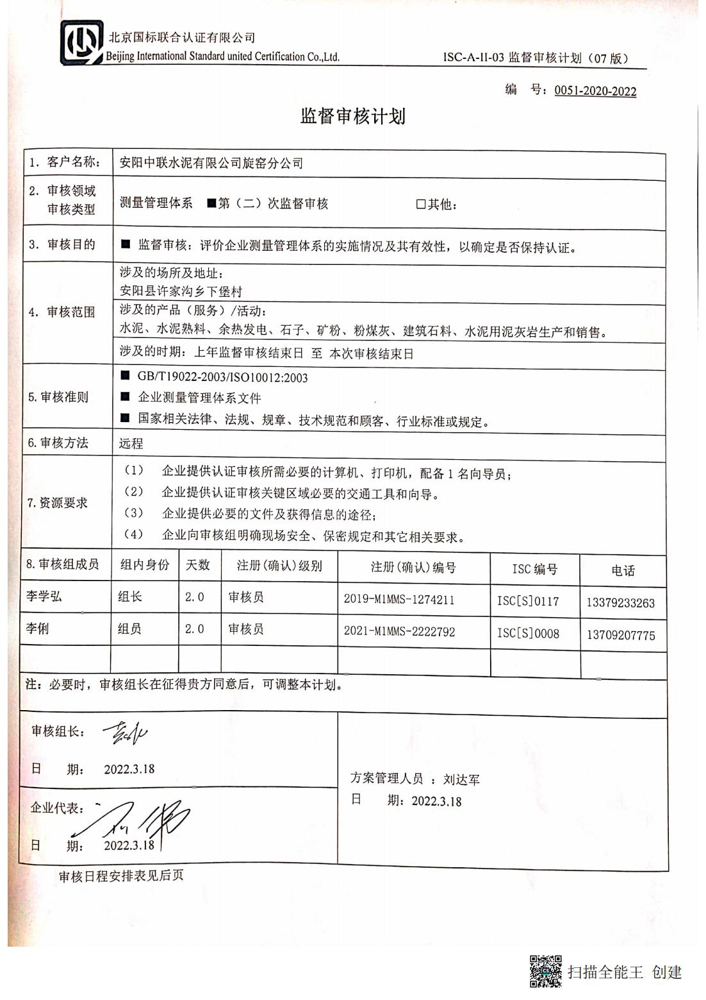 北京国标联合认证有限公司
Beijing International Standard united Certification Co.,Ltd.
ISC-A-II-03 监督审核计划（07 版）
编 号：0051-2020-2022
监督审核计划
1. 客户名称： 安阳中联水泥有限公司旋窑分公司
2. 审核领域
审核类型
测量管理体系 ■第（二）次监督审核 □其他：
3. 审核目的 ■ 监督审核：评价企业测量管理体系的实施情况及其有效性，以确定是否保持认证。
4. 审核范围
涉及的场所及地址：
安阳县许家沟乡下堡村
涉及的产品（服务）/活动：
水泥、水泥熟料、余热发电、石子、矿粉、粉煤灰、建筑石料、水泥用泥灰岩生产和销售。
涉及的时期：上年监督审核结束日 至 本次审核结束日
5.审核准则
■ GB/T19022-2003/ISO10012:2003
■ 企业测量管理体系文件
■ 国家相关法律、法规、规章、技术规范和顾客、行业标准或规定。
6.审核方法 远程
7.资源要求
（1） 企业提供认证审核所需必要的计算机、打印机，配备 1 名向导员；
（2） 企业提供认证审核关键区域必要的交通工具和向导。
（3） 企业提供必要的文件及获得信息的途径；
（4） 企业向审核组明确现场安全、保密规定和其它相关要求。
8.审核组成员 组内身份 天数 注册(确认)级别 注册(确认)编号 ISC 编号 电话
李学弘 组长 2.0 审核员 2019-M1MMS-1274211 ISC[S]0117 13379233263
李俐 组员 2.0 审核员 2021-M1MMS-2222792 ISC[S]0008 13709207775
注：必要时，审核组长在征得贵方同意后，可调整本计划。
审核组长：
日 期： 2022.3.18
企业代表：
日 期： 2022.3.18
方案管理人员 ：刘达军
日 期：2022.3.18
审核日程安排表见后页
扫描全能王 创建